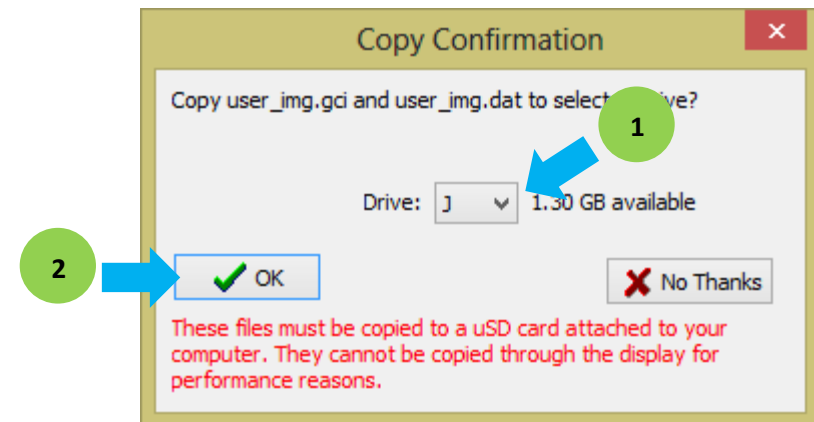 Copy Confirmation
Copy user_img.gci and user_img.dat to select ve?
1
Drive: J 1.30 GB available
2
OK
No Thanks
These files must be copied to a uSD card attached to your
computer. They cannot be copied through the display for
performance reasons.